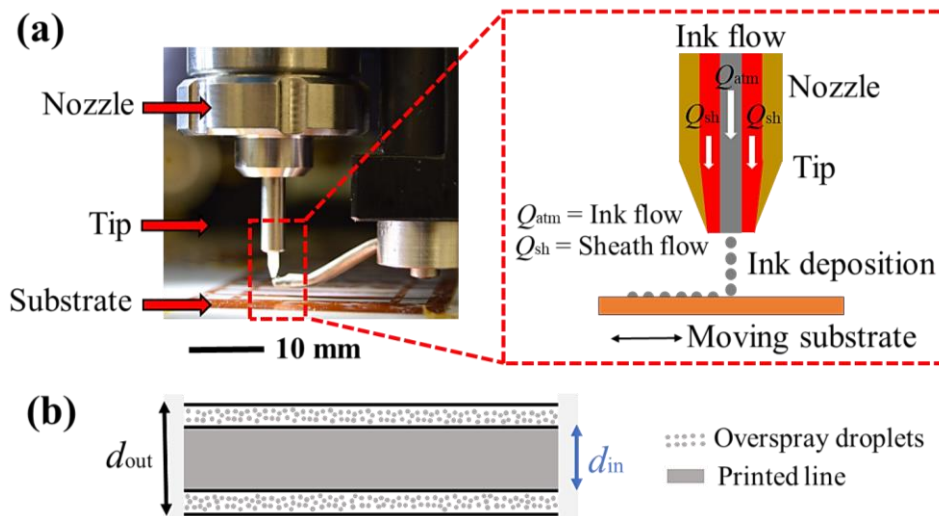 (a)
Nozzle
Tip
Substrate
10 mm
Ink flow
Qatm
Nozzle
Qsh
Qsh
Tip
Qatm = Ink flow
Qsh = Sheath flow
Ink deposition
Moving substrate
(b)
dout
din
Overspray droplets
Printed line